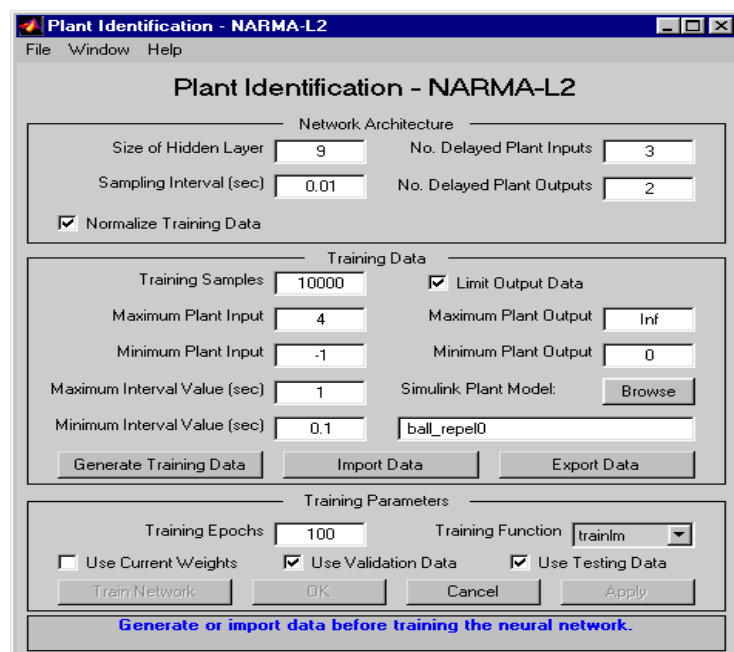 Plant Identification - NARMA-L2
File Window Help
Plant Identification - NARMA-L2
Network Architecture
Size of Hidden Layer 9 No. Delayed Plant Inputs 3
Sampling Interval (sec) 0.01 No. Delayed Plant Outputs 2
Normalize Training Data
Training Data
Training Samples 10000 Limit Output Data
Maximum Plant Input 4 Maximum Plant Output Inf
Minimum Plant Input -1 Minimum Plant Output 0
Maximum Interval Value (sec) 1 Simulink Plant Model: Browse
Minimum Interval Value (sec) 0.1 ball_repel0
Generate Training Data Import Data Export Data
Training Parameters
Training Epochs 100 Training Function trainlm
Use Current Weights Use Validation Data Use Testing Data
Train Network OK Cancel Apply
Generate or import data before training the neural network.